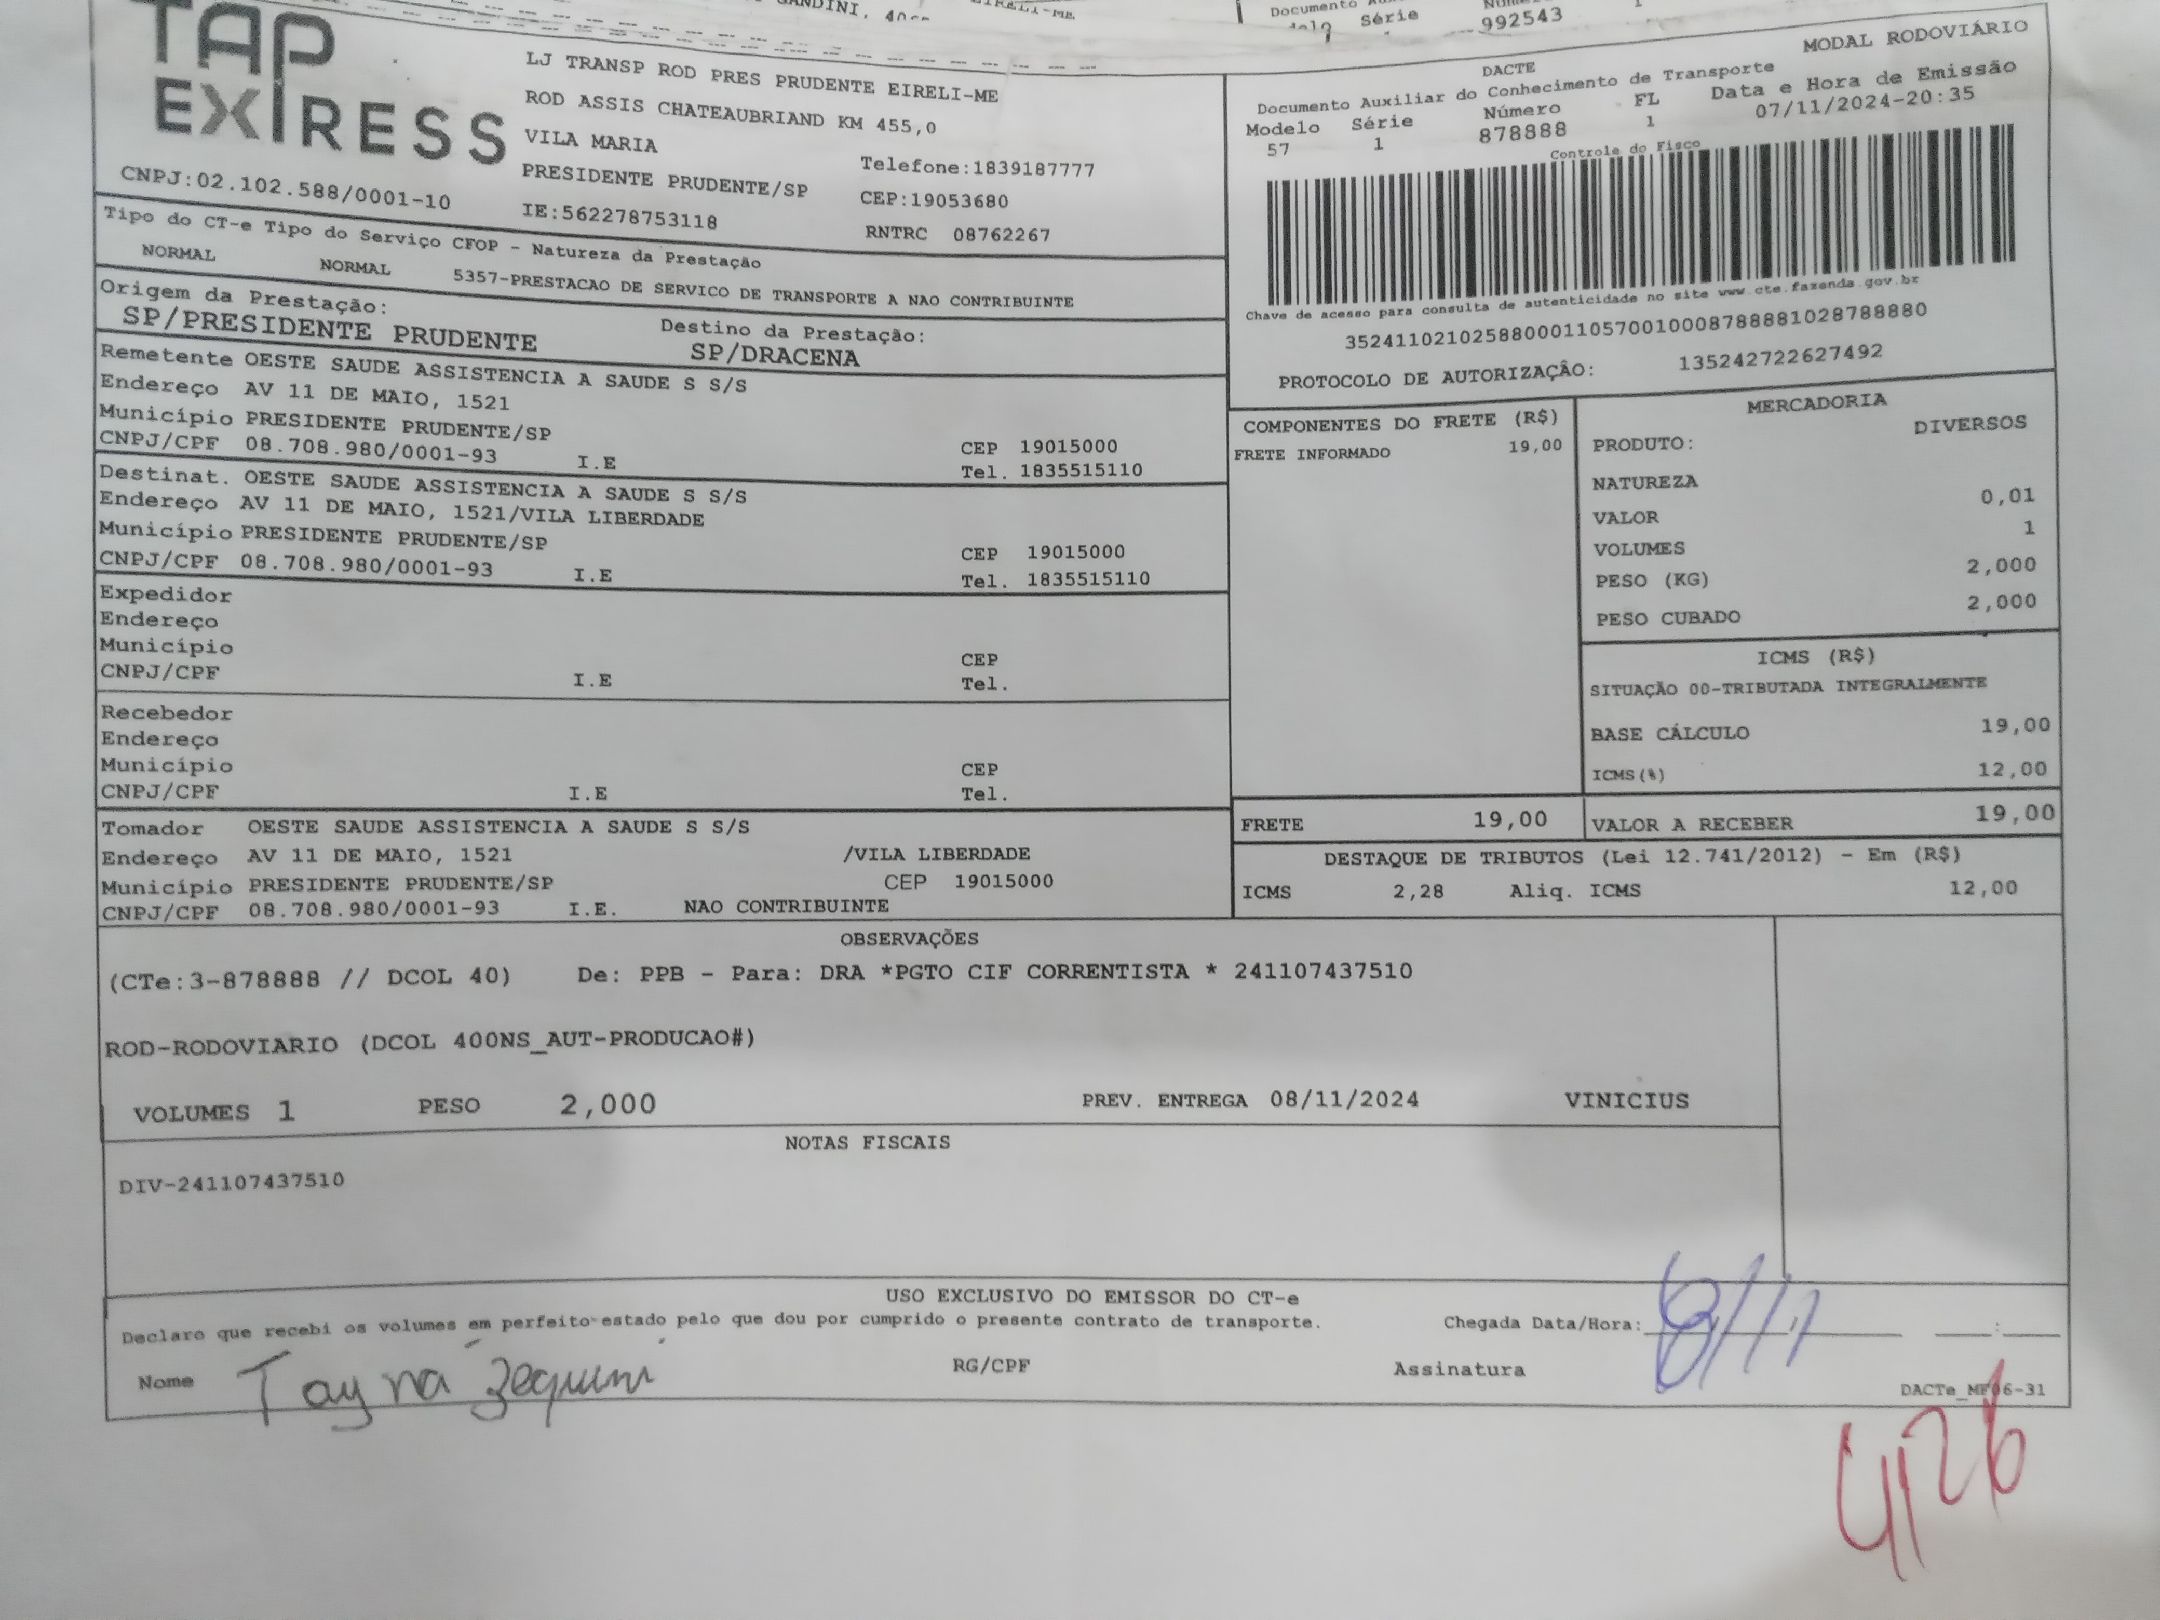 GANDINI,
EIRELI-ME
Documento
Série
992543
TAP
EXPRESS
CNPJ:02.102.588/0001-10
LJ TRANSP ROD PRES PRUDENTE EIRELI-ME
ROD ASSIS CHATEAUBRIAND KM 455,0
VILA MARIA
Telefone:1839187777
PRESIDENTE PRUDENTE/SP CEP:19053680
IE:562278753118 RNTRC 08762267
MODAL RODOVIÁRIO
DACTE
Documento Auxiliar do Conhecimento de Transporte
Modelo Série Número FL Data e Hora de Emissão
57 1 878888 1 07/11/2024-20:35
Controle do Fisco
Chave de acesso para consulta de autenticidade no site www.cte.fazenda.gov.br
35241102102588000110570010008788881028788880
PROTOCOLO DE AUTORIZAÇÃO: 135242722627492
Tipo do CT-e Tipo do Serviço CFOP - Natureza da Prestação
NORMAL NORMAL 5357-PRESTACAO DE SERVICO DE TRANSPORTE A NAO CONTRIBUINTE
Origem da Prestação: Destino da Prestação:
SP/PRESIDENTE PRUDENTE SP/DRACENA
Remetente OESTE SAUDE ASSISTENCIA A SAUDE S S/S
Endereço AV 11 DE MAIO, 1521
Município PRESIDENTE PRUDENTE/SP CEP 19015000
CNPJ/CPF 08.708.980/0001-93 I.E Tel. 1835515110
Destinat. OESTE SAUDE ASSISTENCIA A SAUDE S S/S
Endereço AV 11 DE MAIO, 1521/VILA LIBERDADE
Município PRESIDENTE PRUDENTE/SP CEP 19015000
CNPJ/CPF 08.708.980/0001-93 I.E Tel. 1835515110
Expedidor
Endereço
Município CEP
CNPJ/CPF I.E Tel.
Recebedor
Endereço
Município CEP
CNPJ/CPF I.E Tel.
Tomador OESTE SAUDE ASSISTENCIA A SAUDE S S/S
Endereço AV 11 DE MAIO, 1521 /VILA LIBERDADE
Município PRESIDENTE PRUDENTE/SP CEP 19015000
CNPJ/CPF 08.708.980/0001-93 I.E. NAO CONTRIBUINTE
COMPONENTES DO FRETE (R$)
FRETE INFORMADO 19,00
MERCADORIA
PRODUTO: DIVERSOS
NATUREZA
VALOR 0,01
VOLUMES 1
PESO (KG) 2,000
PESO CUBADO 2,000
ICMS (R$)
SITUAÇÃO 00-TRIBUTADA INTEGRALMENTE
BASE CÁLCULO 19,00
ICMS(%) 12,00
FRETE 19,00 VALOR A RECEBER 19,00
DESTAQUE DE TRIBUTOS (Lei 12.741/2012) - Em (R$)
ICMS 2,28 Aliq. ICMS 12,00
OBSERVAÇÕES
(CTe:3-878888 // DCOL 40) De: PPB - Para: DRA *PGTO CIF CORRENTISTA * 241107437510
ROD-RODOVIARIO (DCOL 400NS_AUT-PRODUCAO#)
VOLUMES 1 PESO 2,000 PREV. ENTREGA 08/11/2024 VINICIUS
NOTAS FISCAIS
DIV-241107437510
USO EXCLUSIVO DO EMISSOR DO CT-e
Declaro que recebi os volumes em perfeito estado pelo que dou por cumprido o presente contrato de transporte. Chegada Data/Hora: 8/11 :
Nome Tayná Zequini RG/CPF Assinatura
DACTe_MF06-31
4126